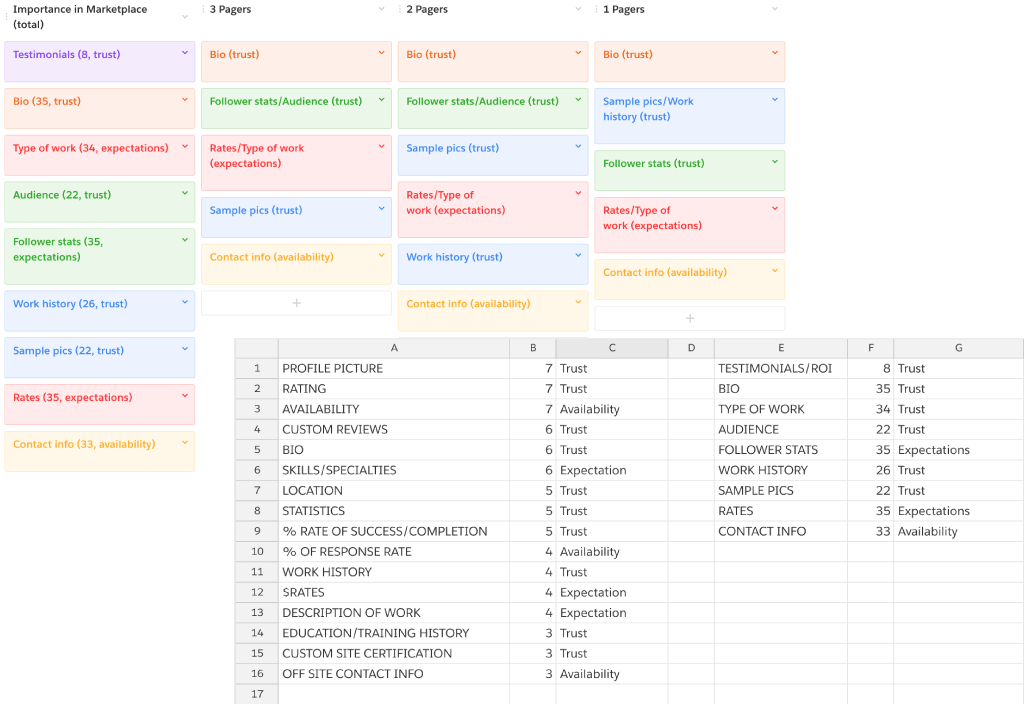 Importance in Marketplace
(total)
Testimonials (8, trust)
Bio (35, trust)
Type of work (34, expectations)
Audience (22, trust)
Follower stats (35,
expectations)
Work history (26, trust)
Sample pics (22, trust)
Rates (35, expectations)
Contact info (33, availability)
3 Pagers
Bio (trust)
Follower stats/Audience (trust)
Rates/Type of work
(expectations)
Sample pics (trust)
Contact info (availability)
2 Pagers
Bio (trust)
Follower stats/Audience (trust)
Sample pics (trust)
Rates/Type of
work (expectations)
Work history (trust)
Contact info (availability)
1 Pagers
Bio (trust)
Sample pics/Work
history (trust)
Follower stats (trust)
Rates/Type of
work (expectations)
Contact info (availability)
A B C D E F G
1 PROFILE PICTURE 7 Trust TESTIMONIALS/ROI 8 Trust
2 RATING 7 Trust BIO 35 Trust
3 AVAILABILITY 7 Availability TYPE OF WORK 34 Trust
4 CUSTOM REVIEWS 6 Trust AUDIENCE 22 Trust
5 BIO 6 Trust FOLLOWER STATS 35 Expectations
6 SKILLS/SPECIALTIES 6 Expectation WORK HISTORY 26 Trust
7 LOCATION 5 Trust SAMPLE PICS 22 Trust
8 STATISTICS 5 Trust RATES 35 Expectations
9 % RATE OF SUCCESS/COMPLETION 5 Trust CONTACT INFO 33 Availability
10 % OF RESPONSE RATE 4 Availability
11 WORK HISTORY 4 Trust
12 SRATES 4 Expectation
13 DESCRIPTION OF WORK 4 Expectation
14 EDUCATION/TRAINING HISTORY 3 Trust
15 CUSTOM SITE CERTIFICATION 3 Trust
16 OFF SITE CONTACT INFO 3 Availability
17